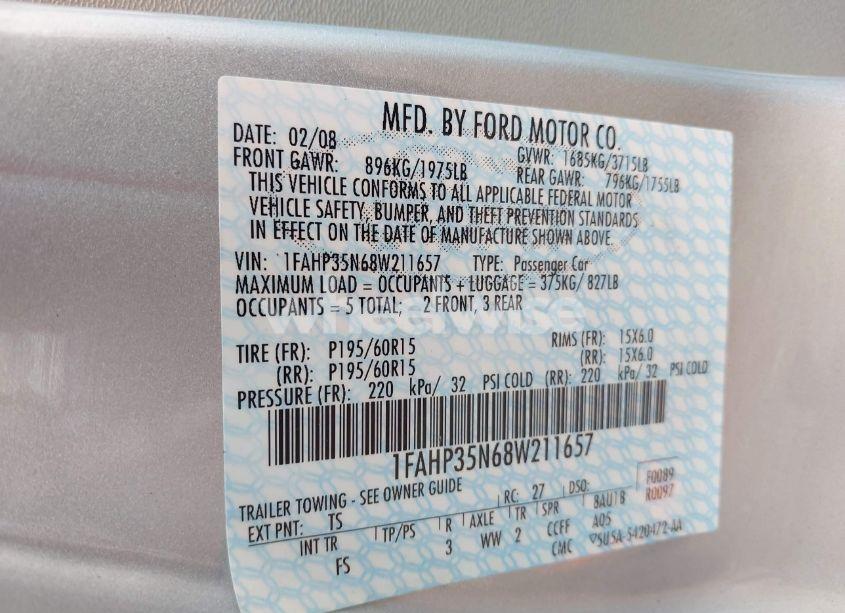 MFD. BY FORD MOTOR CO.
DATE: 02/08 GVWR: 1685KG/3715LB
FRONT GAWR: 896KG/1975LB REAR GAWR: 796KG/1755LB
THIS VEHICLE CONFORMS TO ALL APPLICABLE FEDERAL MOTOR
VEHICLE SAFETY, BUMPER, AND THEFT PREVENTION STANDARDS
IN EFFECT ON THE DATE OF MANUFACTURE SHOWN ABOVE.
VIN: 1FAHP35N68W211657 TYPE: Passenger Car
MAXIMUM LOAD = OCCUPANTS + LUGGAGE = 375KG/ 827LB
OCCUPANTS = 5 TOTAL; 2 FRONT, 3 REAR
wheelwise
TIRE (FR): P195/60R15 RIMS (FR): 15X6.0
(RR): P195/60R15 (RR): 15X6.0
PRESSURE (FR): 220 kPa/ 32 PSI COLD (RR): 220 kPa/ 32 PSI COLD
1FAHP35N68W211657
TRAILER TOWING - SEE OWNER GUIDE RC: 27 DSO: F0089
R0097
EXT PNT: TS 8AU1B
INT TR TP/PS R AXLE TR SPR A05
FS 3 WW 2 CCFF
CMC 5U5A-5420472-AA